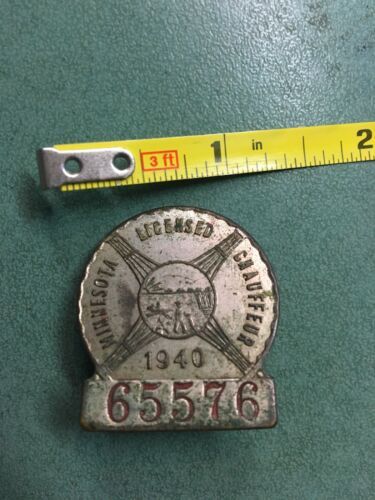 3 ft 1 in 2
MINNESOTA LICENSED CHAUFFEUR
1940
65576